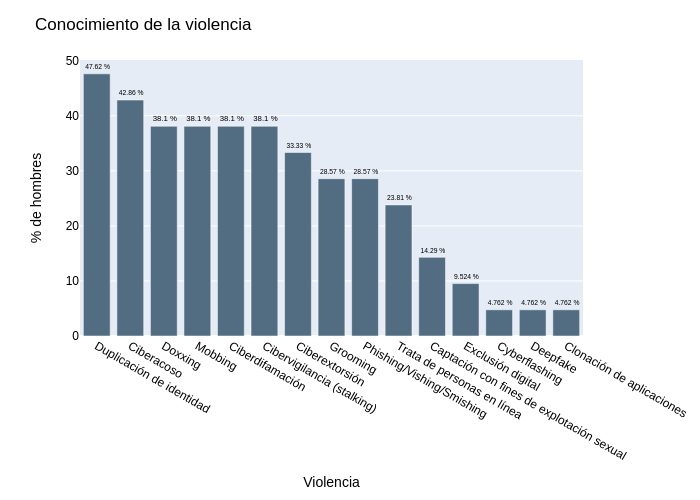 Conocimiento de la violencia
% de hombres
50
40
30
20
10
0
47.62 %
42.86 %
38.1 %
38.1 %
38.1 %
38.1 %
33.33 %
28.57 %
28.57 %
23.81 %
14.29 %
9.524 %
4.762 %
4.762 %
4.762 %
Duplicación de identidad
Ciberacoso
Doxxing
Mobbing
Ciberdifamación
Cibervigilancia (stalking)
Ciberextorsión
Grooming
Phishing/Vishing/Smishing
Trata de personas en línea
Captación con fines de explotación sexual
Exclusión digital
Cyberflashing
Deepfake
Clonación de aplicaciones
Violencia